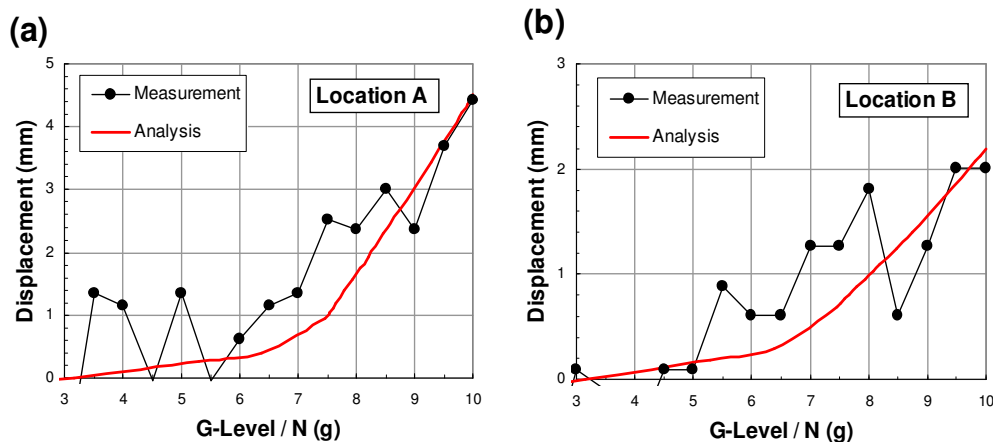 (a)
5
4
3
2
1
0
Displacement (mm)
Measurement
Analysis
Location A
3 4 5 6 7 8 9 10
G-Level / N (g)
(b)
3
2
1
0
Displacement (mm)
Measurement
Analysis
Location B
3 4 5 6 7 8 9 10
G-Level / N (g)